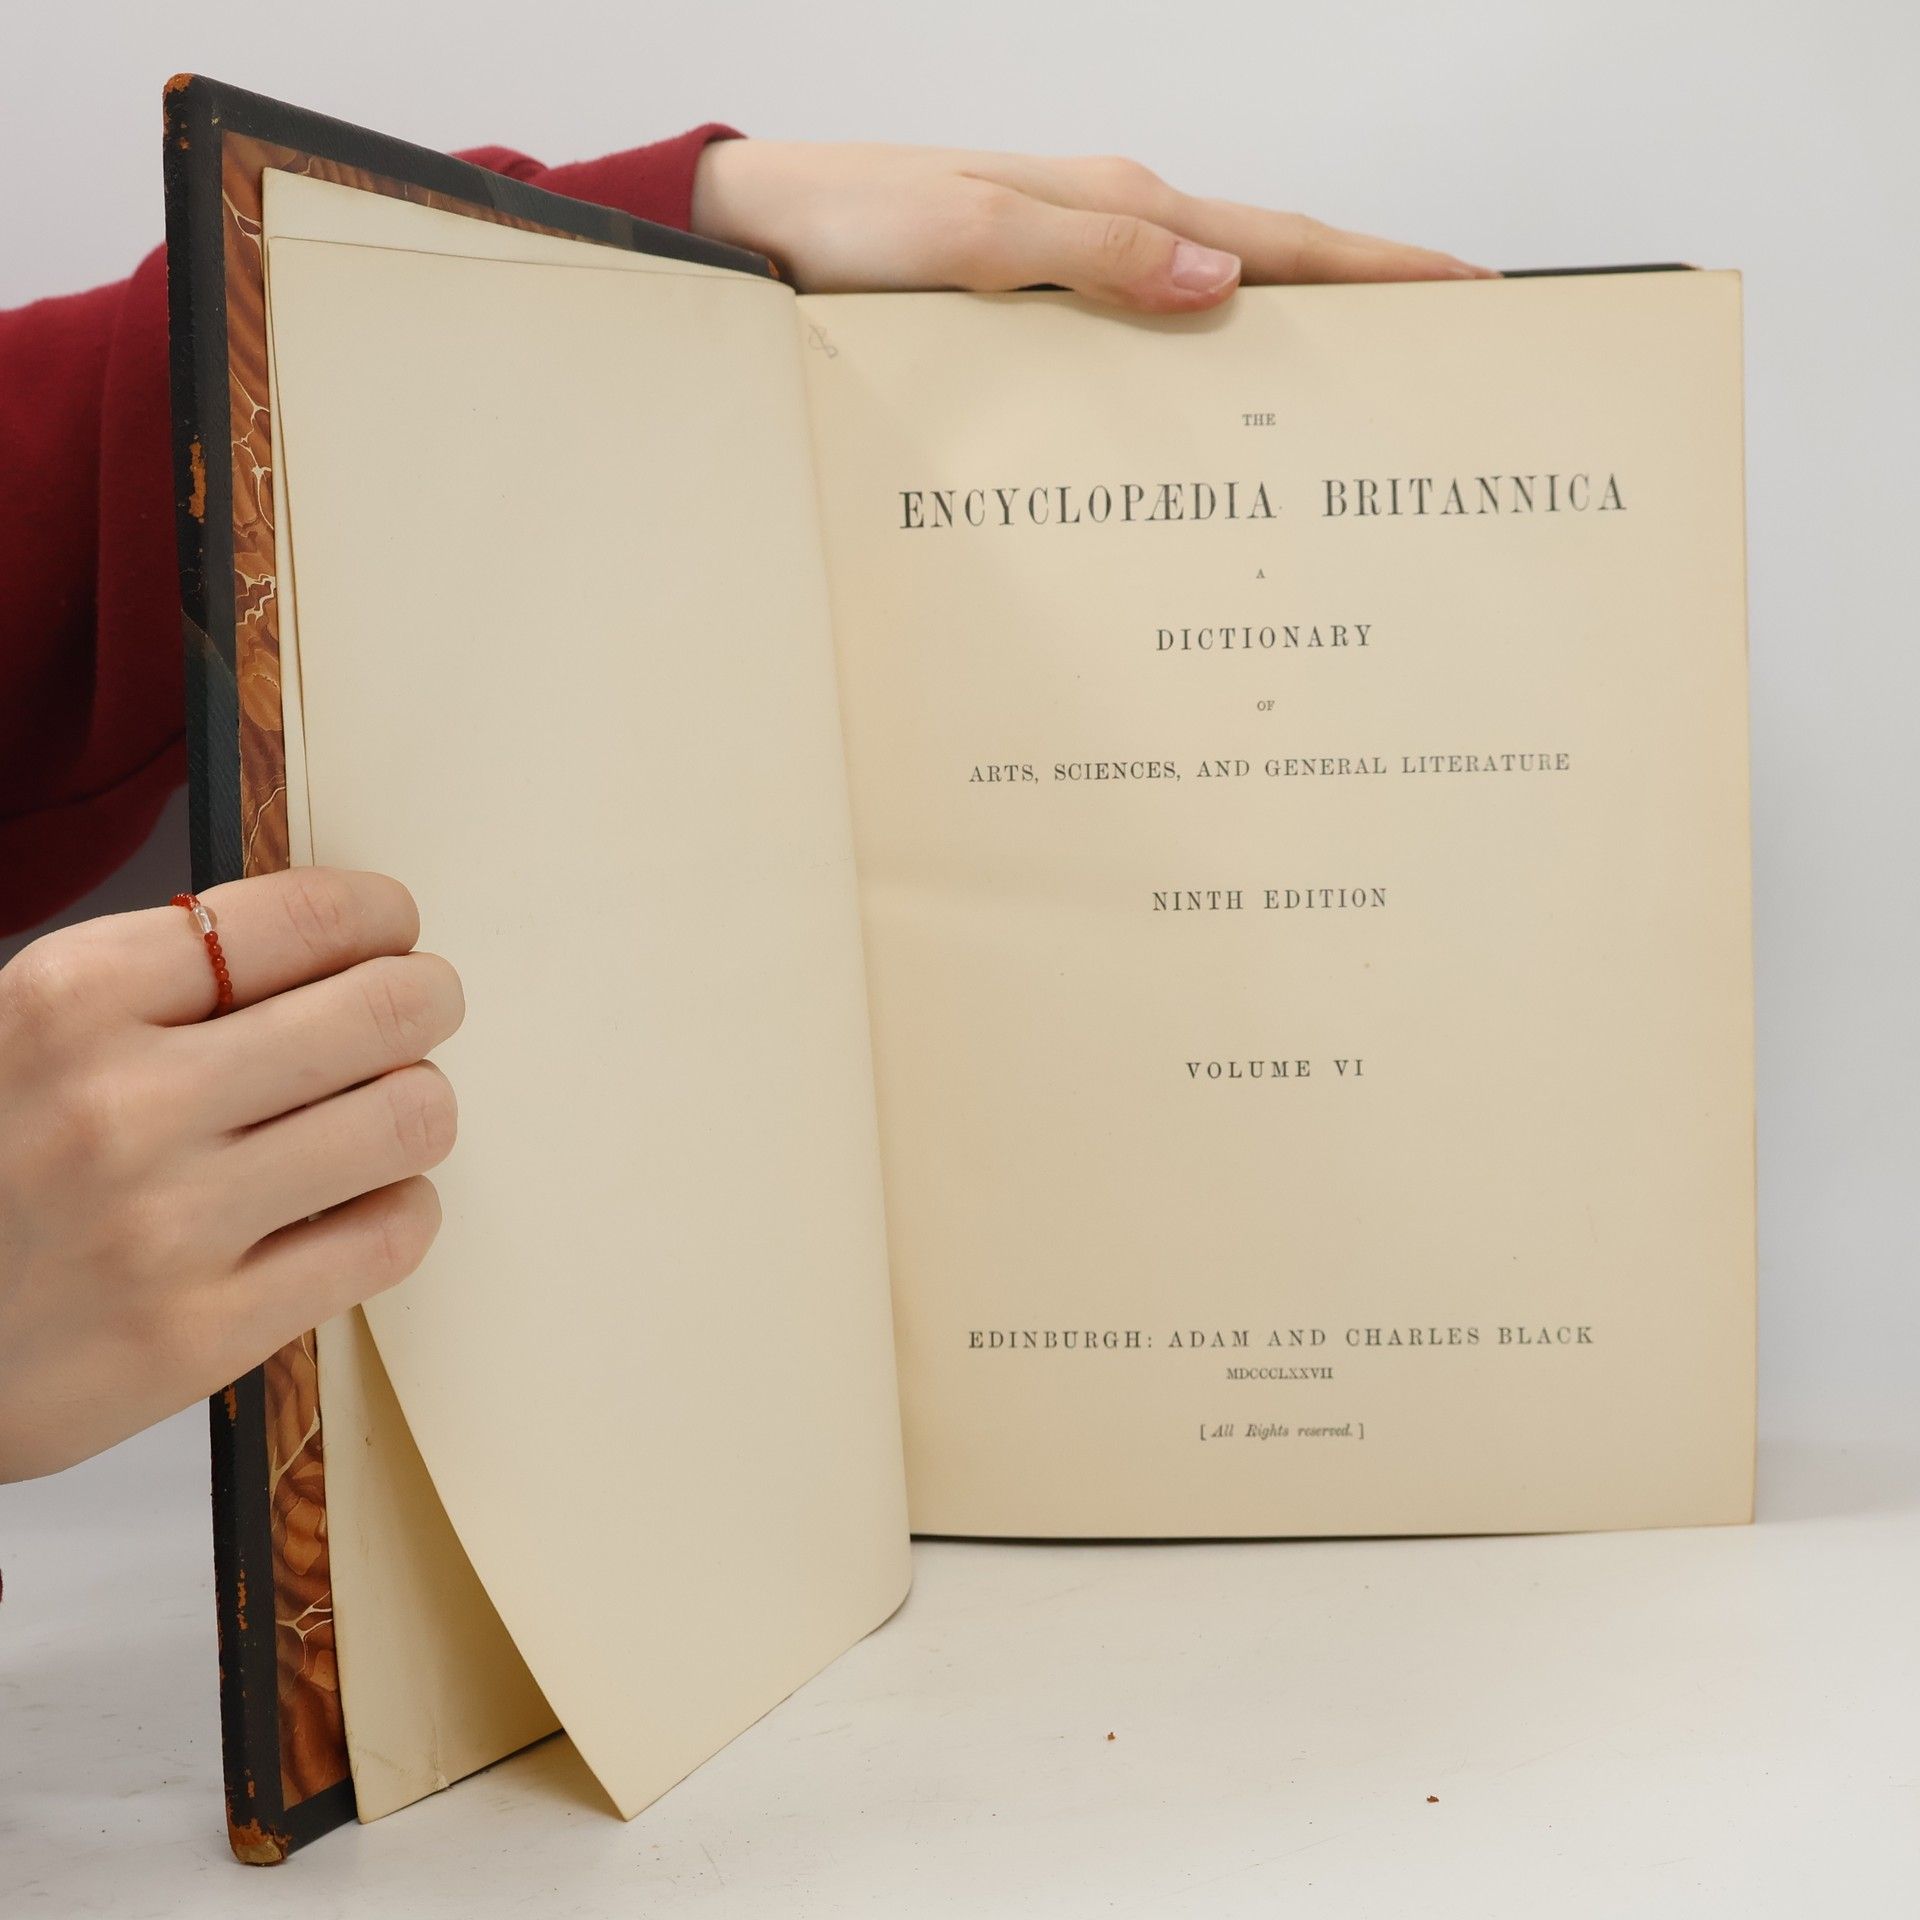 THE
ENCYCLOPÆDIA BRITANNICA
A
DICTIONARY
OF
ARTS, SCIENCES, AND GENERAL LITERATURE
NINTH EDITION
VOLUME VI
EDINBURGH: ADAM AND CHARLES BLACK
MDCCCLXXVII
[All Rights reserved.]